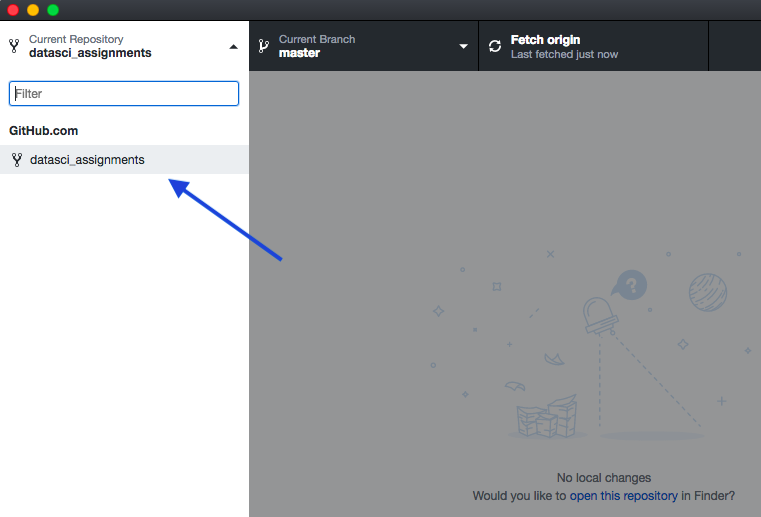 Current Repository
datasci_assignments
Current Branch
master
Fetch origin
Last fetched just now
Filter
GitHub.com
datasci_assignments
?
No local changes
Would you like to open this repository in Finder?